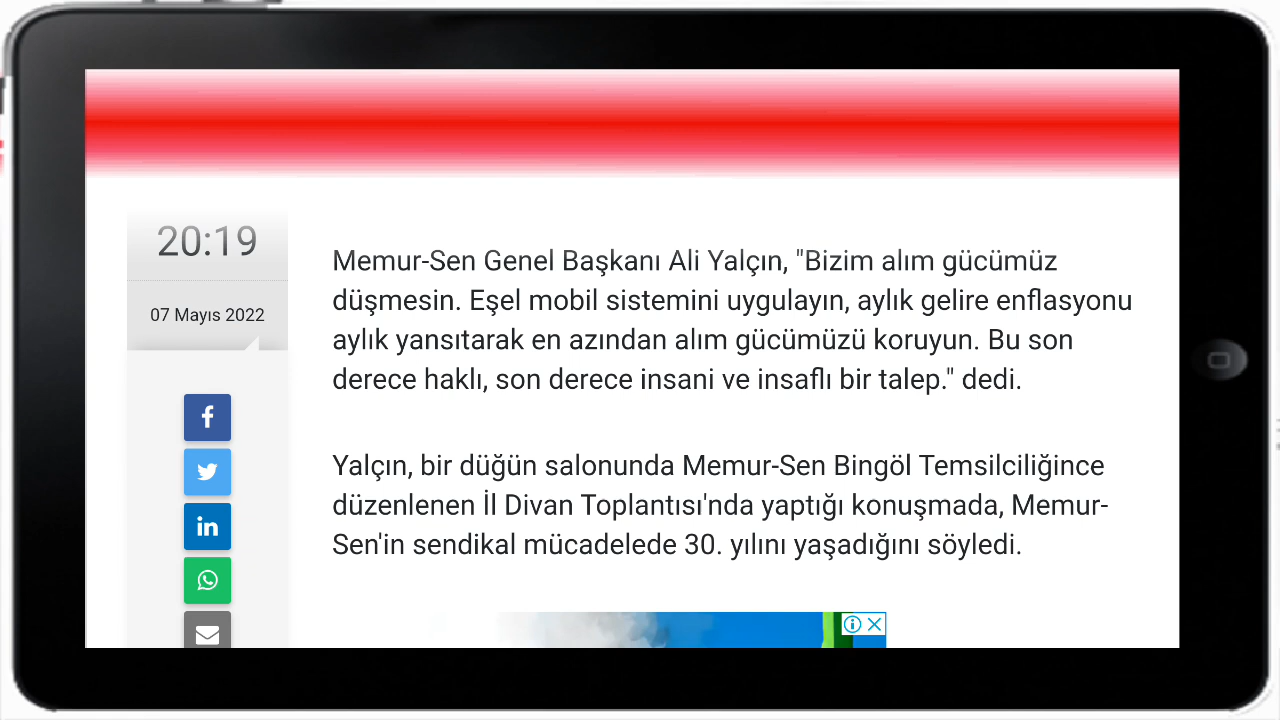 20:19
07 Mayıs 2022
Memur-Sen Genel Başkanı Ali Yalçın, "Bizim alım gücümüz
düşmesin. Eşel mobil sistemini uygulayın, aylık gelire enflasyonu
aylık yansıtarak en azından alım gücümüzü koruyun. Bu son
derece haklı, son derece insani ve insaflı bir talep." dedi.
Yalçın, bir düğün salonunda Memur-Sen Bingöl Temsilciliğince
düzenlenen İl Divan Toplantısı'nda yaptığı konuşmada, Memur-
Sen'in sendikal mücadelede 30. yılını yaşadığını söyledi.